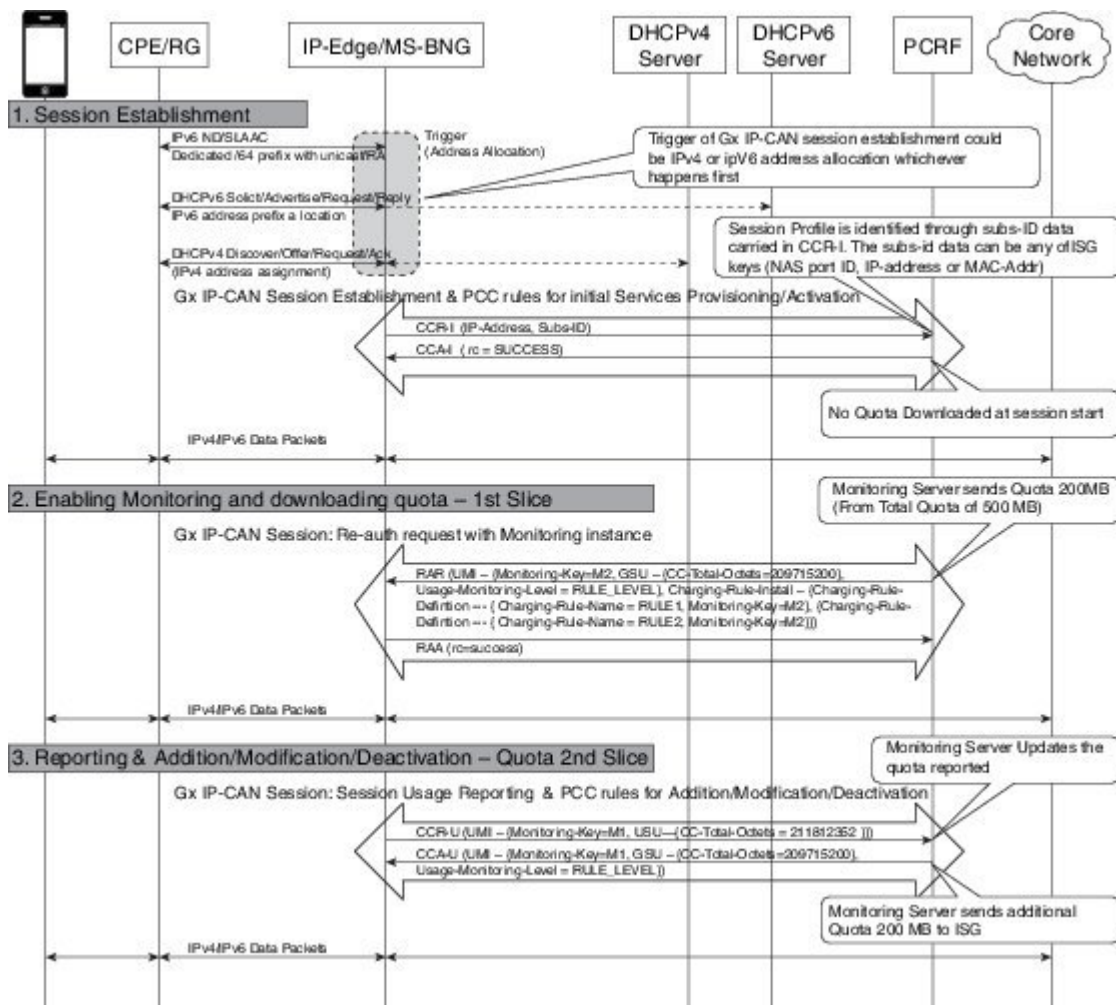 CPE/RG
IP-Edge/MS-BNG
DHCPv4
Server
DHCPv6
Server
PCRF
Core
Network
1. Session Establishment
IPv6 ND/SLAAC
Dedicated /64 prefix with unicast/RA
Trigger
(Address Allocation)
Trigger of Gx IP-CAN session establishment could
be IPv4 or ipV6 address allocation whichever
happens first
DHCPv6 Solict/Advertise/Request/Reply
IPv6 address prefix a location
Session Profile is identified through subs-ID data
carried in CCR-I. The subs-id data can be any of ISG
keys (NAS port ID, IP-address or MAC-Addr)
DHCPv4 Discover/Offer/Request/Ack
(IPv4 address assignment)
Gx IP-CAN Session Establishment & PCC rules for initial Services Provisioning/Activation
CCR-I (IP-Address, Subs-ID)
CCA-I ( rc = SUCCESS)
No Quota Downloaded at session start
IPv4/IPv6 Data Packets
2. Enabling Monitoring and downloading quota – 1st Slice
Monitoring Server sends Quota 200MB
(From Total Quota of 500 MB)
Gx IP-CAN Session: Re-auth request with Monitoring instance
RAR (UMI – (Monitoring-Key=M2, GSU – (CC-Total-Octets=209715200),
Usage-Monitoring-Level = RULE_LEVEL), Charging-Rule-Install – (Charging-Rule-
Defintion --- ( Charging-Rule-Name = RULE1, Monitoring-Key=M2), (Charging-Rule-
Defintion --- ( Charging-Rule-Name = RULE2, Monitoring-Key=M2)))
RAA (rc=success)
IPv4/IPv6 Data Packets
3. Reporting & Addition/Modification/Deactivation – Quota 2nd Slice
Monitoring Server Updates the
quota reported
Gx IP-CAN Session: Session Usage Reporting & PCC rules for Addition/Modification/Deactivation
CCR-U (UMI – (Monitoring-Key=M1, USU—(CC-Total-Octets = 211812352 )))
CCA-U (UMI – (Monitoring-Key=M1, GSU – (CC-Total-Octets=209715200),
Usage-Monitoring-Level = RULE_LEVEL))
Monitoring Server sends additional
Quota 200 MB to ISG
IPv4/IPv6 Data Packets